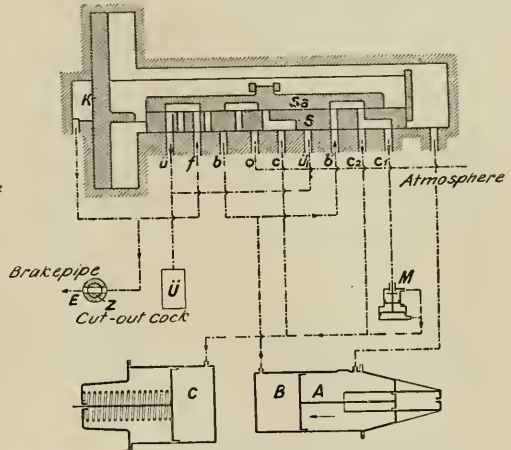 K
Sa
S
ü f b o c ü b c2 c1
Atmosphere
Brakepipe
E Z
Cut-out cock
Ü
M
C
B A